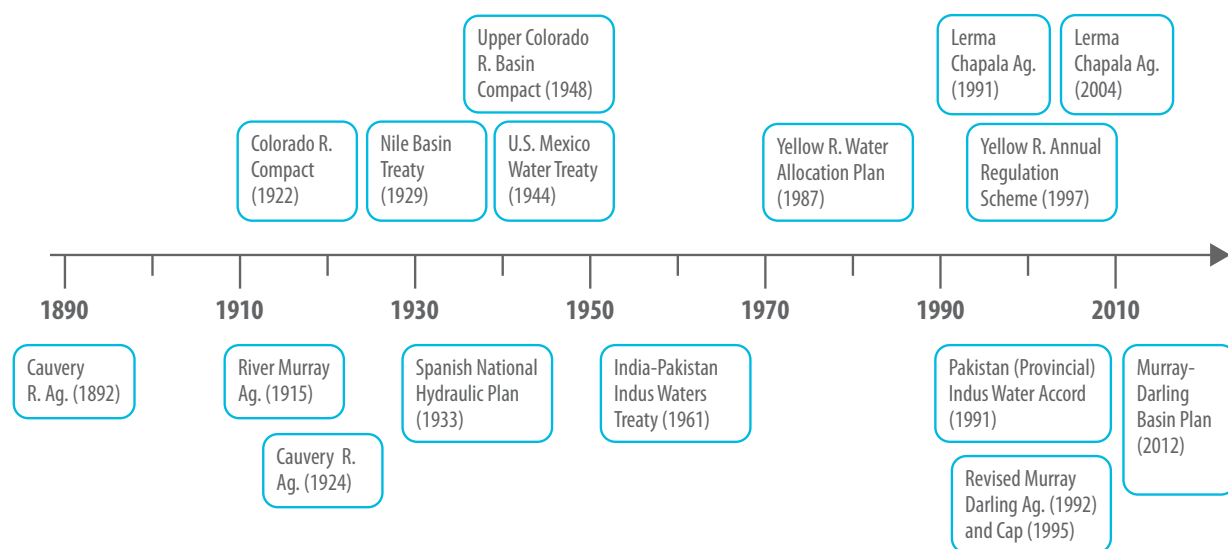 Upper Colorado
R. Basin
Compact (1948)
Lerma
Chapala Ag.
(1991)
Lerma
Chapala Ag.
(2004)
Colorado R.
Compact
(1922)
Nile Basin
Treaty
(1929)
U.S. Mexico
Water Treaty
(1944)
Yellow R. Water
Allocation Plan
(1987)
Yellow R. Annual
Regulation
Scheme (1997)
1890 1910 1930 1950 1970 1990 2010
Cauvery
R. Ag. (1892)
River Murray
Ag. (1915)
Cauvery R.
Ag. (1924)
Spanish National
Hydraulic Plan
(1933)
India-Pakistan
Indus Waters
Treaty (1961)
Pakistan (Provincial)
Indus Water Accord
(1991)
Revised Murray
Darling Ag. (1992)
and Cap (1995)
Murray-
Darling
Basin Plan
(2012)